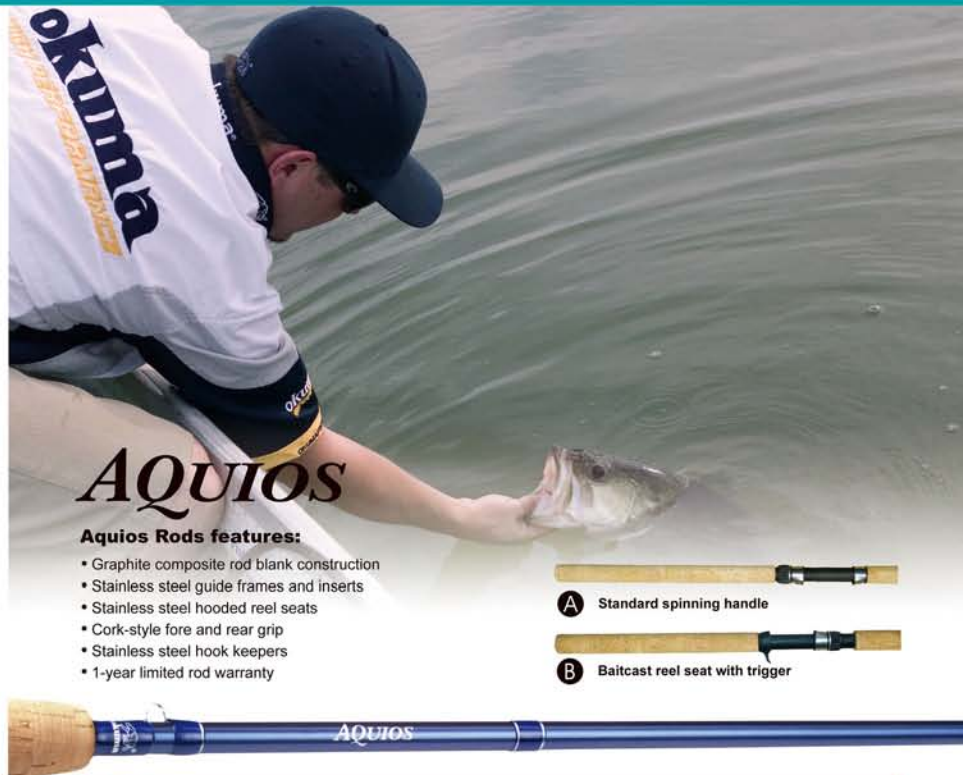 okuma
okuma
AQUIOS
Aquios Rods features:
• Graphite composite rod blank construction
• Stainless steel guide frames and inserts
• Stainless steel hooded reel seats
• Cork-style fore and rear grip
• Stainless steel hook keepers
• 1-year limited rod warranty
A Standard spinning handle
B Baitcast reel seat with trigger
AQUIOS